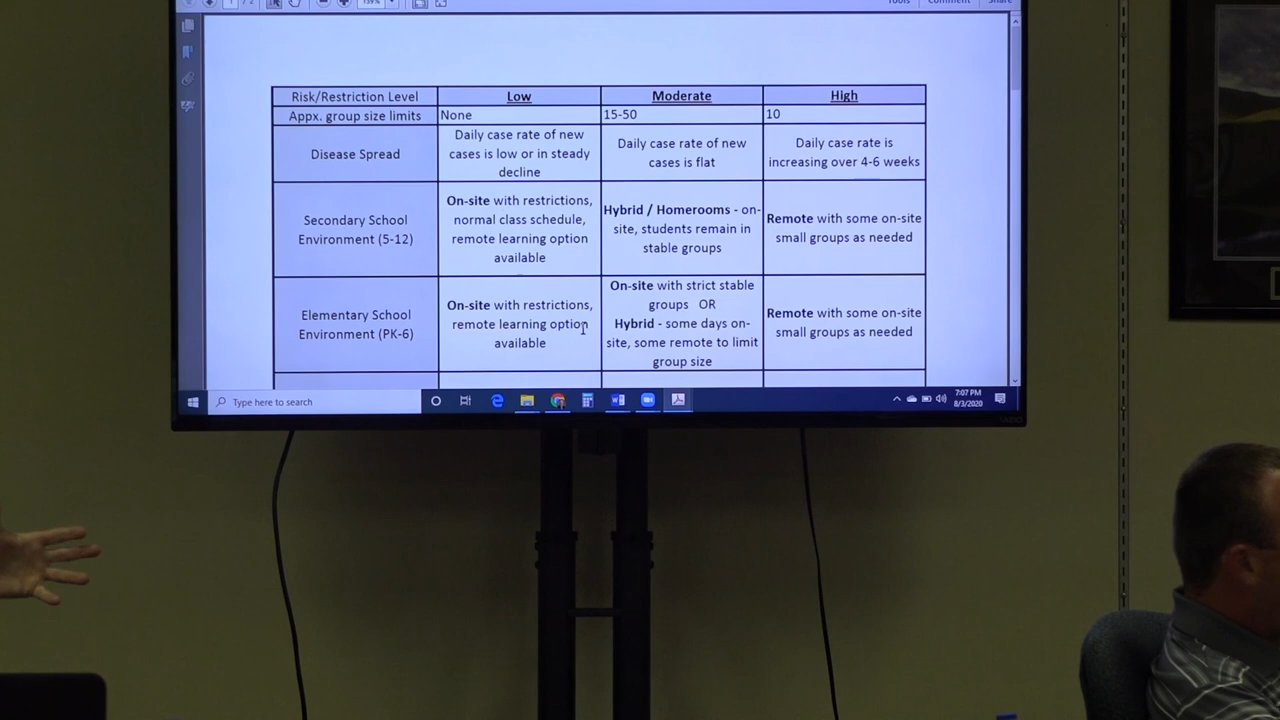 1 / 2
Tools Comment Share
Risk/Restriction Level Low Moderate High
Appx. group size limits None 15-50 10
Disease Spread
Daily case rate of new
cases is low or in steady
decline
Daily case rate of new
cases is flat
Daily case rate is
increasing over 4-6 weeks
Secondary School
Environment (5-12)
On-site with restrictions,
normal class schedule,
remote learning option
available
Hybrid / Homerooms - on-
site, students remain in
stable groups
Remote with some on-site
small groups as needed
Elementary School
Environment (PK-6)
On-site with restrictions,
remote learning option
available
On-site with strict stable
groups OR
Hybrid - some days on-
site, some remote to limit
group size
Remote with some on-site
small groups as needed
Type here to search
7:07 PM
8/3/2020